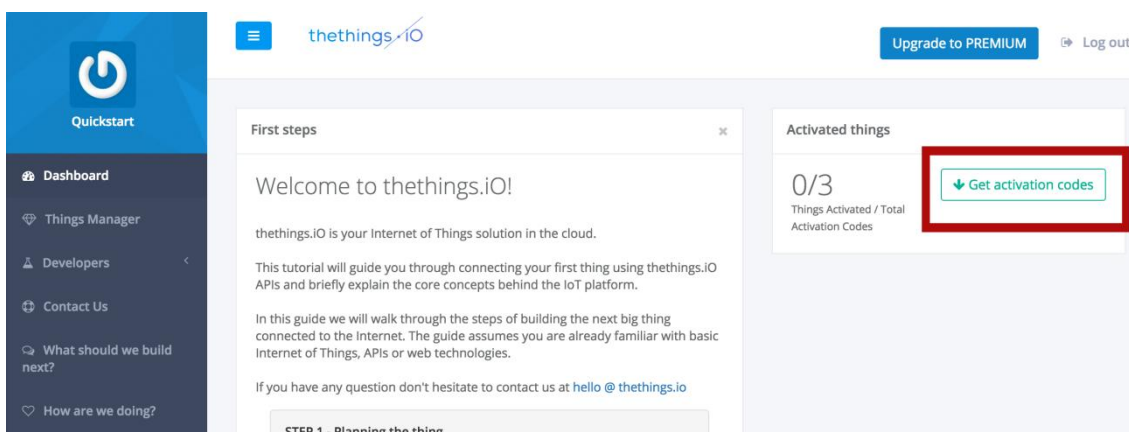 thethings.iO
Upgrade to PREMIUM
Log out
Quickstart
Dashboard
Things Manager
Developers
Contact Us
What should we build
next?
How are we doing?
First steps
Welcome to thethings.iO!
thethings.iO is your Internet of Things solution in the cloud.
This tutorial will guide you through connecting your first thing using thethings.iO
APIs and briefly explain the core concepts behind the IoT platform.
In this guide we will walk through the steps of building the next big thing
connected to the Internet. The guide assumes you are already familiar with basic
Internet of Things, APIs or web technologies.
If you have any question don't hesitate to contact us at hello @ thethings.io
STEP 1 - Planning the thing
Activated things
0/3
Things Activated / Total
Activation Codes
Get activation codes